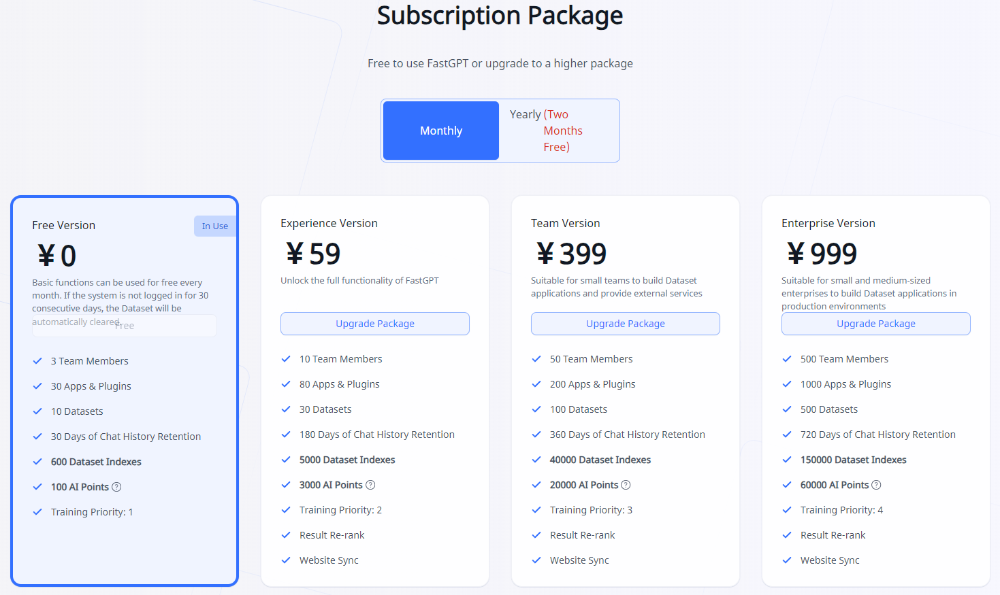 Subscription Package
Free to use FastGPT or upgrade to a higher package
Monthly
Yearly (Two
Months
Free)
Free Version
In Use
¥ 0
Basic functions can be used for free every
month. If the system is not logged in for 30
consecutive days, the Dataset will be
automatically cleared.
Free
3 Team Members
30 Apps & Plugins
10 Datasets
30 Days of Chat History Retention
600 Dataset Indexes
100 AI Points ?
Training Priority: 1
Experience Version
¥ 59
Unlock the full functionality of FastGPT
Upgrade Package
10 Team Members
80 Apps & Plugins
30 Datasets
180 Days of Chat History Retention
5000 Dataset Indexes
3000 AI Points ?
Training Priority: 2
Result Re-rank
Website Sync
Team Version
¥ 399
Suitable for small teams to build Dataset
applications and provide external services
Upgrade Package
50 Team Members
200 Apps & Plugins
100 Datasets
360 Days of Chat History Retention
40000 Dataset Indexes
20000 AI Points ?
Training Priority: 3
Result Re-rank
Website Sync
Enterprise Version
¥ 999
Suitable for small and medium-sized
enterprises to build Dataset applications in
production environments
Upgrade Package
500 Team Members
1000 Apps & Plugins
500 Datasets
720 Days of Chat History Retention
150000 Dataset Indexes
60000 AI Points ?
Training Priority: 4
Result Re-rank
Website Sync